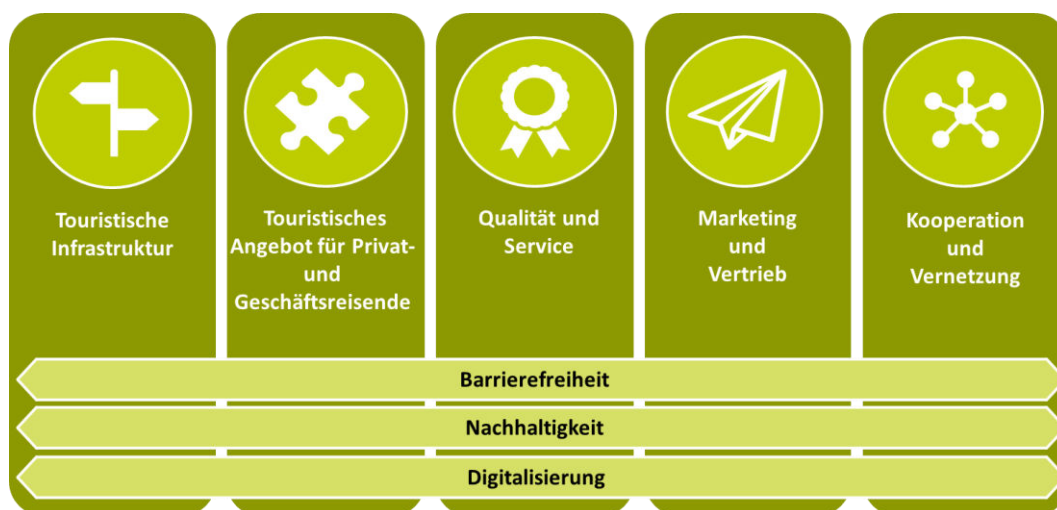 Touristische
Infrastruktur
Touristisches
Angebot für Privat-
und
Geschäftsreisende
Qualität und
Service
Marketing
und
Vertrieb
Kooperation
und
Vernetzung
Barrierefreiheit
Nachhaltigkeit
Digitalisierung